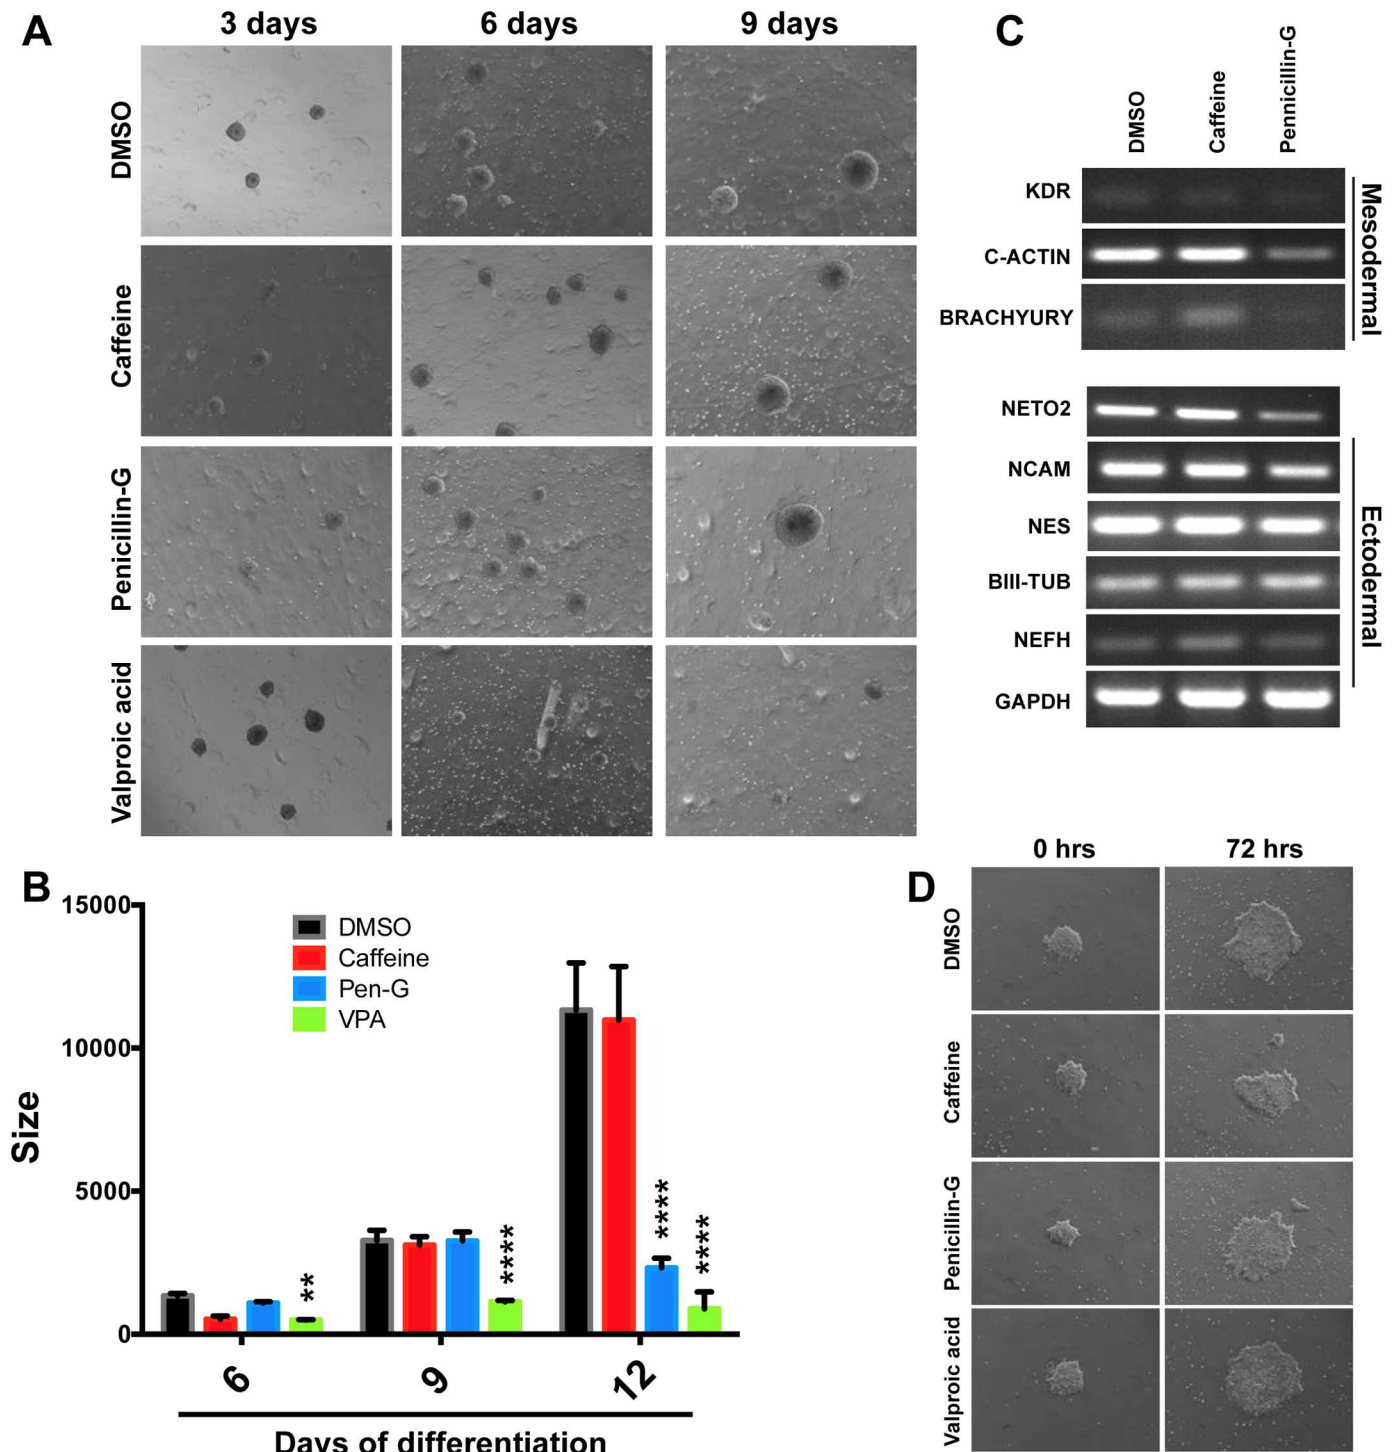 A
3 days
6 days
9 days
DMSO
Caffeine
Penicillin-G
Valproic acid
C
DMSO
Caffeine
Pennicillin-G
KDR
C-ACTIN
BRACHYURY
Mesodermal
NETO2
NCAM
NES
BIII-TUB
NEFH
GAPDH
Ectodermal
B
15000
10000
5000
0
Size
DMSO
Caffeine
Pen-G
VPA
**
****
****
****
6
9
12
Days of differentiation
D
0 hrs
72 hrs
DMSO
Caffeine
Penicillin-G
Valproic acid